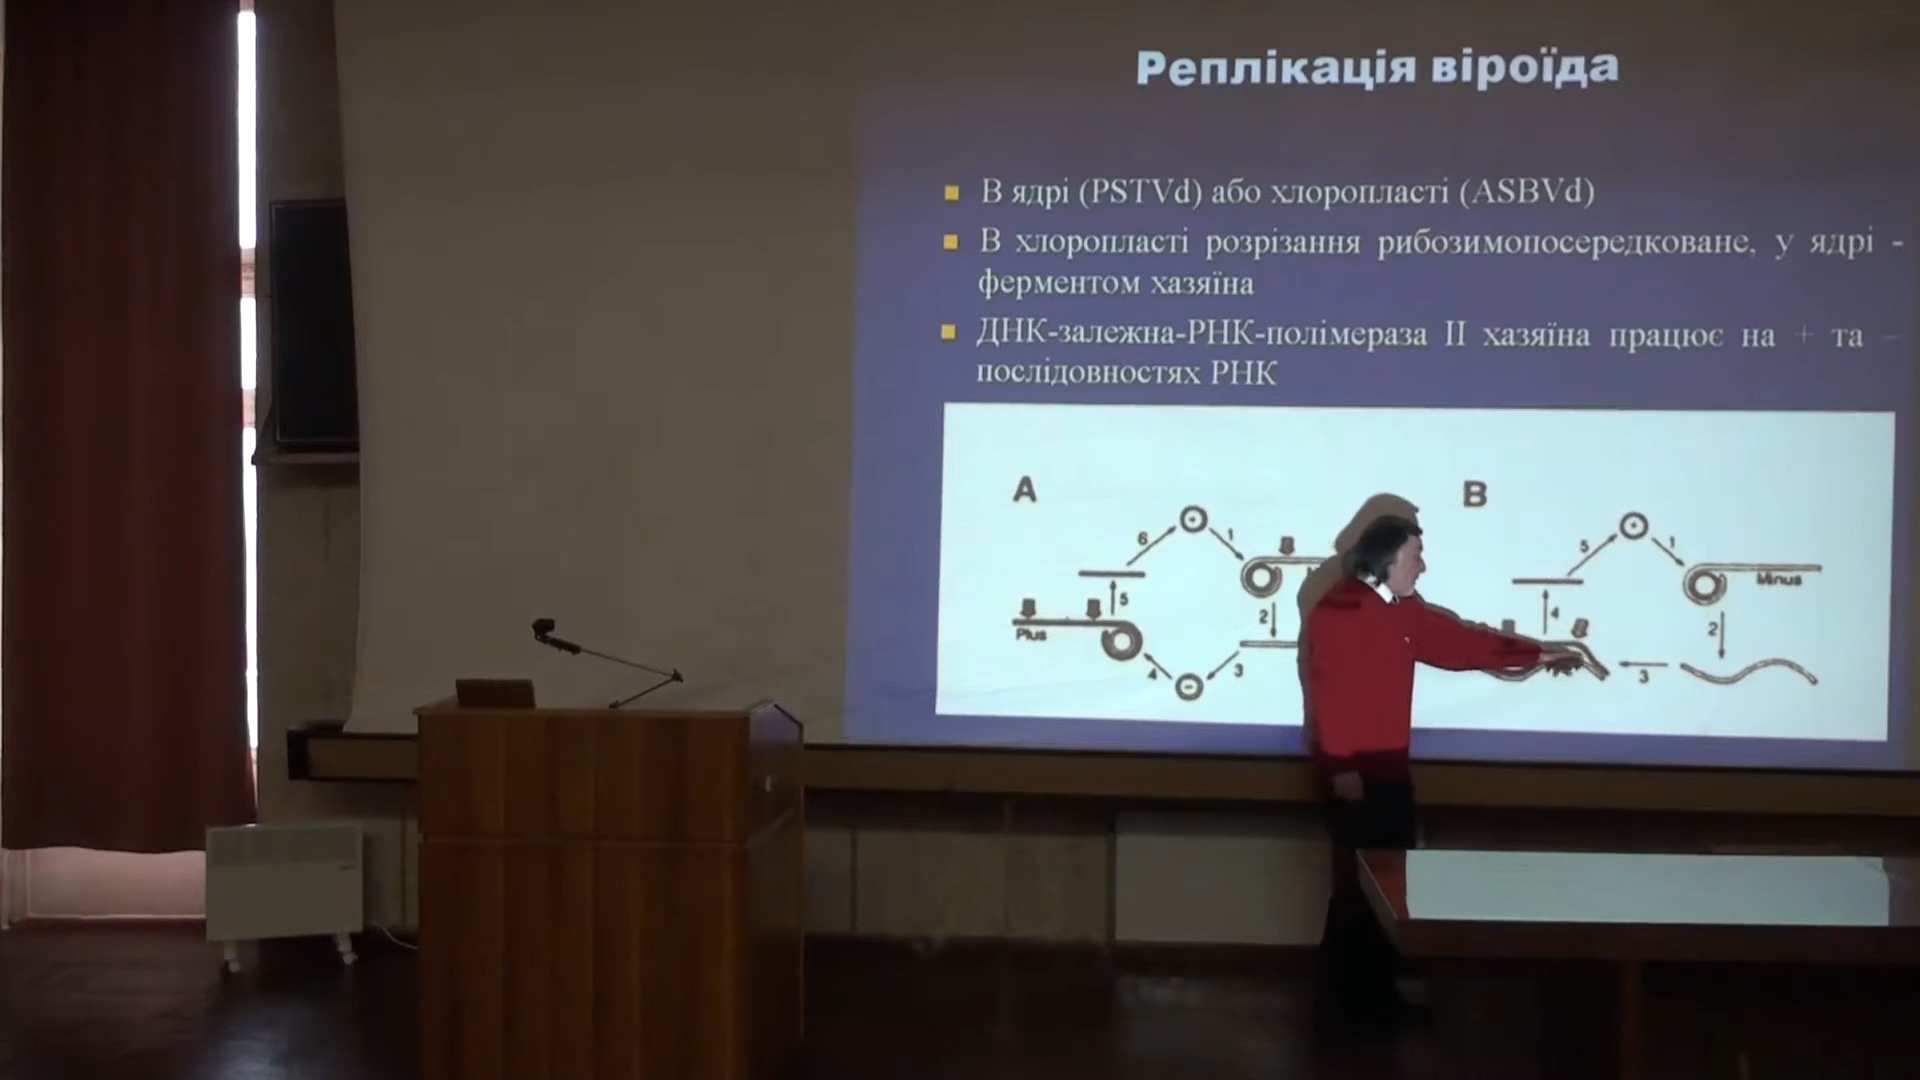 Реплікація віроїда
В ядрі (PSTVd) або хлоропласті (ASBVd)
В хлоропласті розрізання рибозимопосередковане, у ядрі -
ферментом хазяїна
ДНК-залежна-РНК-полімераза II хазяїна працює на + та –
послідовностях РНК
A
B
6
1
5
1
5
Plus
2
4
Minus
2
4
3
3